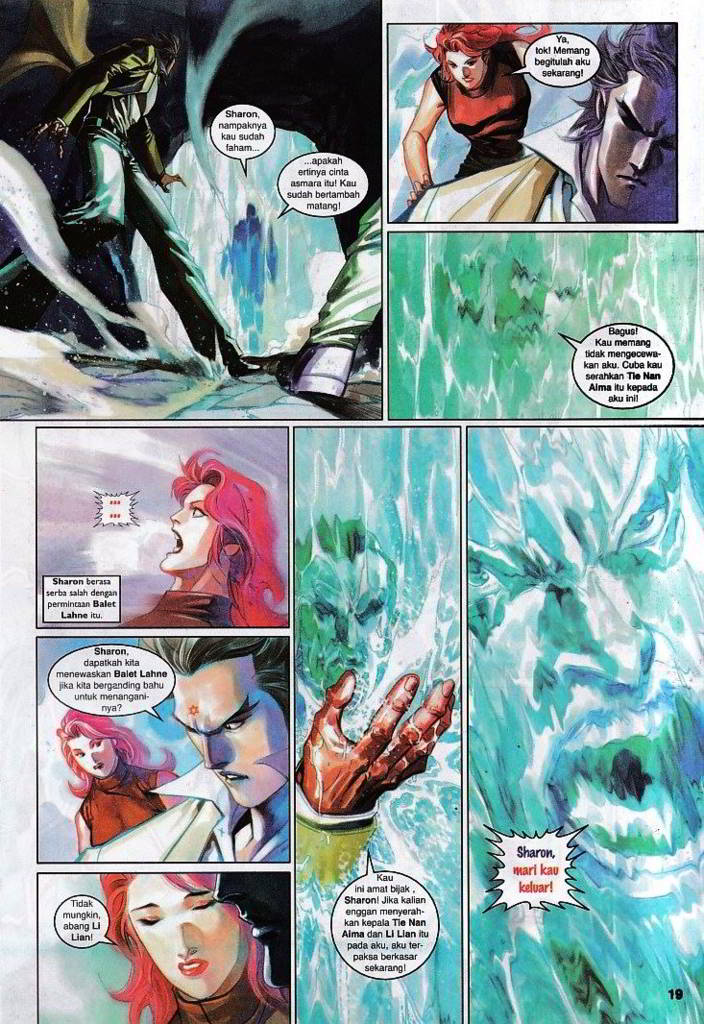 Sharon,
nampaknya
kau sudah
faham...
...apakah
ertinya cinta
asmara itu! Kau
sudah bertambah
matang!
Ya,
tok! Memang
begitulah aku
sekarang!
Bagus!
Kau memang
tidak mengecewa-
kan aku. Cuba kau
serahkan Tie Nan
Alma itu kepada
aku ini!
...
...
Sharon berasa
serba salah dengan
permintaan Balet
Lahne itu.
Sharon,
dapatkah kita
menewaskan Balet Lahne
jika kita berganding bahu
untuk menangani-
nya?
Tidak
mungkin,
abang Li
Lian!
Kau
ini amat bijak ,
Sharon! Jika kalian
enggan menyerah-
kan kepala Tie Nan
Alma dan Li Lian itu
pada aku, aku ter-
paksa berkasar
sekarang!
Sharon,
mari kau
keluar!
19